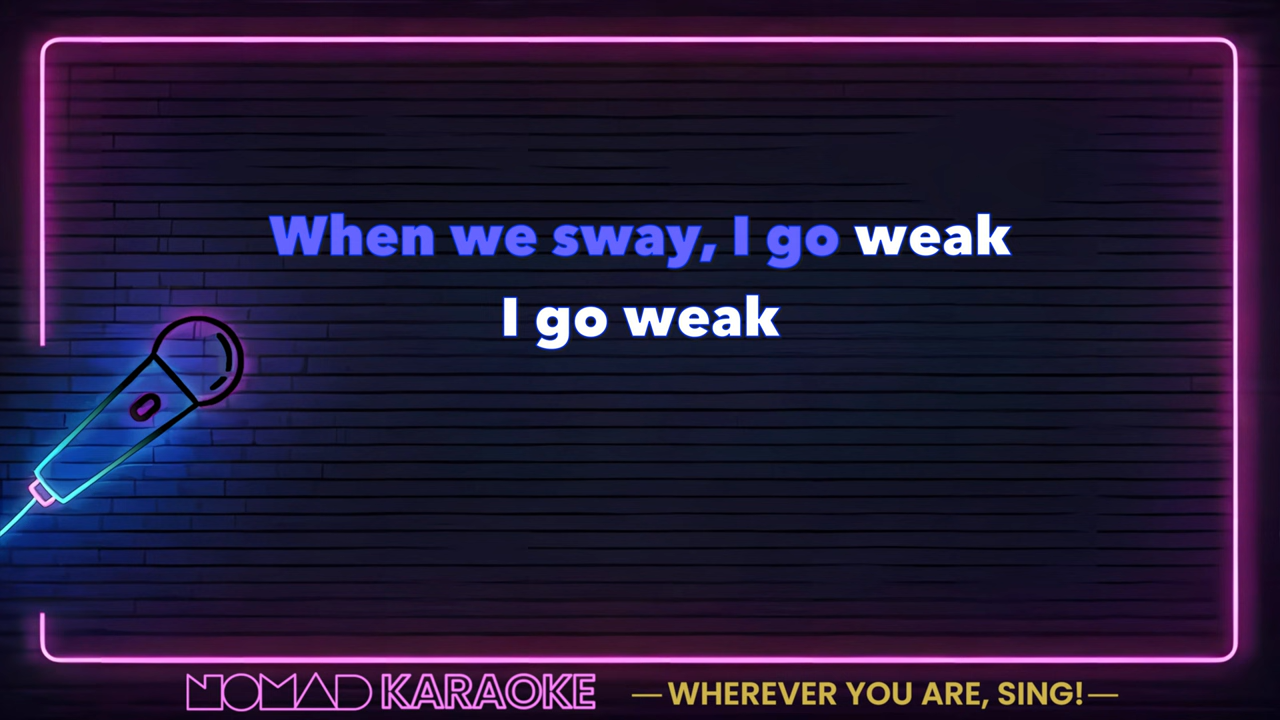 When we sway, I go weak
I go weak
NOMAD KARAOKE —WHEREVER YOU ARE, SING!—